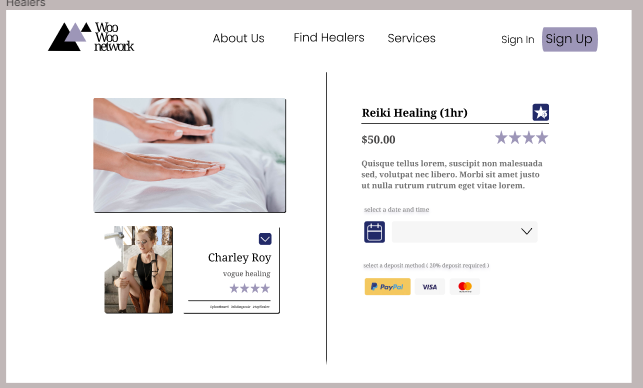 Healers
Woo
Woo
network
About Us
Find Healers
Services
Sign In
Sign Up
Reiki Healing (1hr)
$50.00
Quisque tellus lorem, suscipit non malesuada
sed, volutpat nec libero. Morbi sit amet justo
ut nulla rutrum rutrum eget vitae lorem.
select a date and time
select a deposit method ( 20% deposit required )
PayPal
VISA
Charley Roy
vogue healing